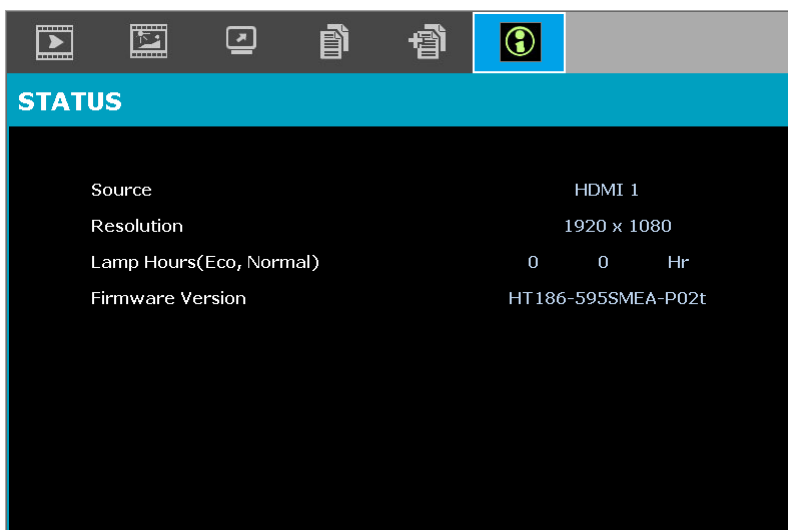 STATUS
Source HDMI 1
Resolution 1920 x 1080
Lamp Hours(Eco, Normal) 0 0 Hr
Firmware Version HT186-595SMEA-P02t